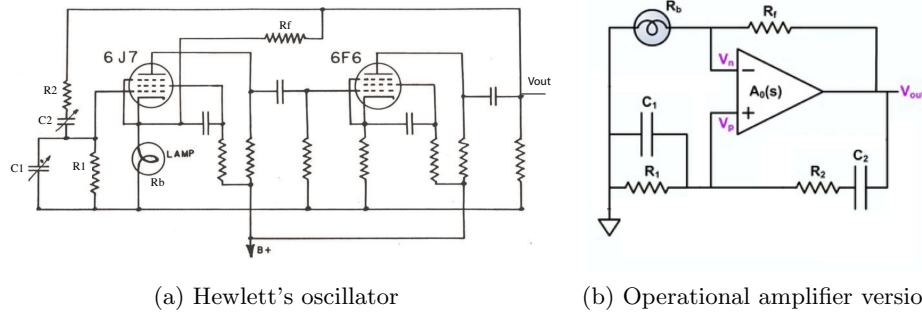 Rf
6J7
6F6
R2
Vout
C2
LAMP
C1
R1
Rb
B+
(a) Hewlett's oscillator
Rb
Rf
Vn
A0(s)
Vout
C1
Vp
C2
R1
R2
(b) Operational amplifier versio